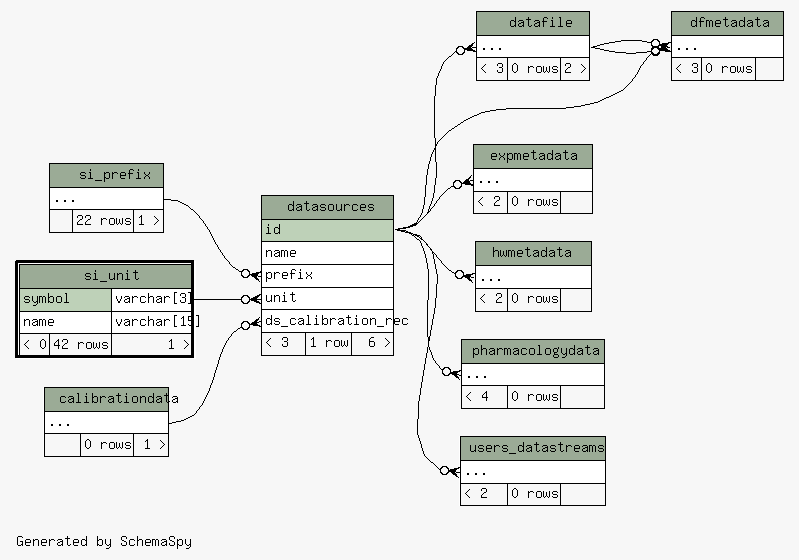 datafile
...
< 3 0 rows 2 >
dfmetadata
...
< 3 0 rows
expmetadata
...
< 2 0 rows
si_prefix
...
22 rows 1 >
datasources
id
name
prefix
unit
ds_calibration_rec
< 3 1 row 6 >
hwmetadata
...
< 2 0 rows
si_unit
symbol varchar[3]
name varchar[15]
< 0 42 rows 1 >
pharmacologydata
...
< 4 0 rows
calibrationdata
...
0 rows 1 >
users_datastreams
...
< 2 0 rows
Generated by SchemaSpy